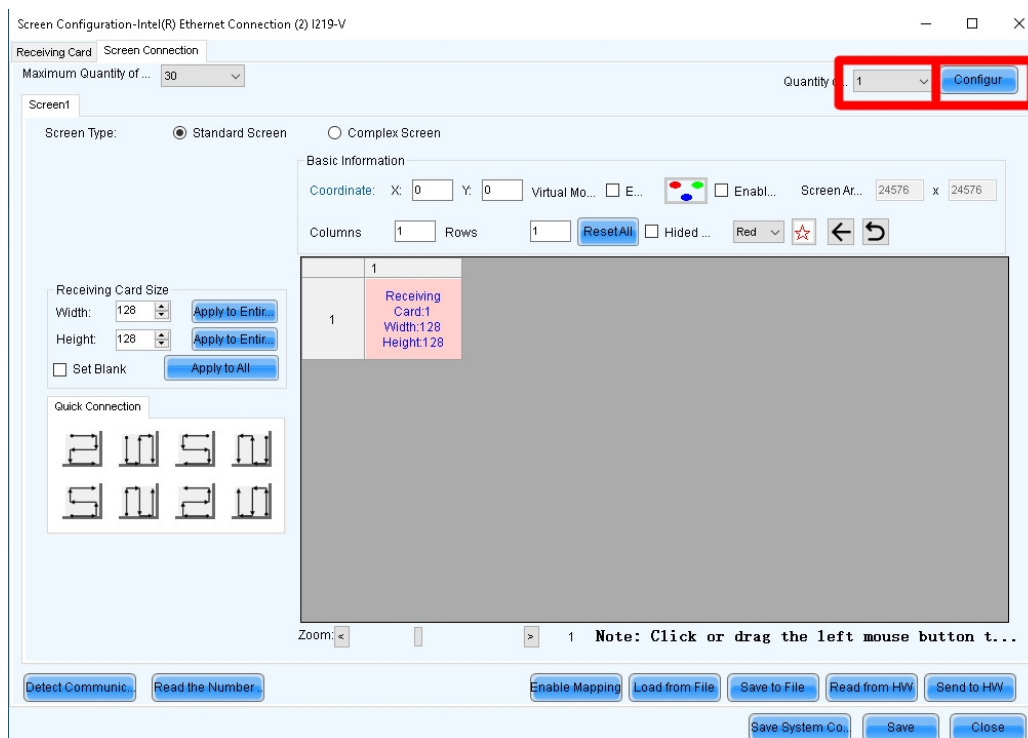 Screen Configuration-Intel(R) Ethernet Connection (2) I219-V
Receiving Card Screen Connection
Maximum Quantity of ... 30
Quantity o... 1 Configur
Screen1
Screen Type: Standard Screen Complex Screen
Basic Information
Coordinate: X: 0 Y: 0 Virtual Mo... E... Enabl... Screen Ar... 24576 x 24576
Columns 1 Rows 1 ResetAll Hided ... Red
1
Receiving Card Size
Width: 128 Apply to Entir...
Height: 128 Apply to Entir...
Set Blank Apply to All
1
Receiving
Card:1
Width:128
Height:128
Quick Connection
Zoom: < > 1 Note: Click or drag the left mouse button t...
Detect Communic... Read the Number ... Enable Mapping Load from File Save to File Read from HW Send to HW
Save System Co... Save Close